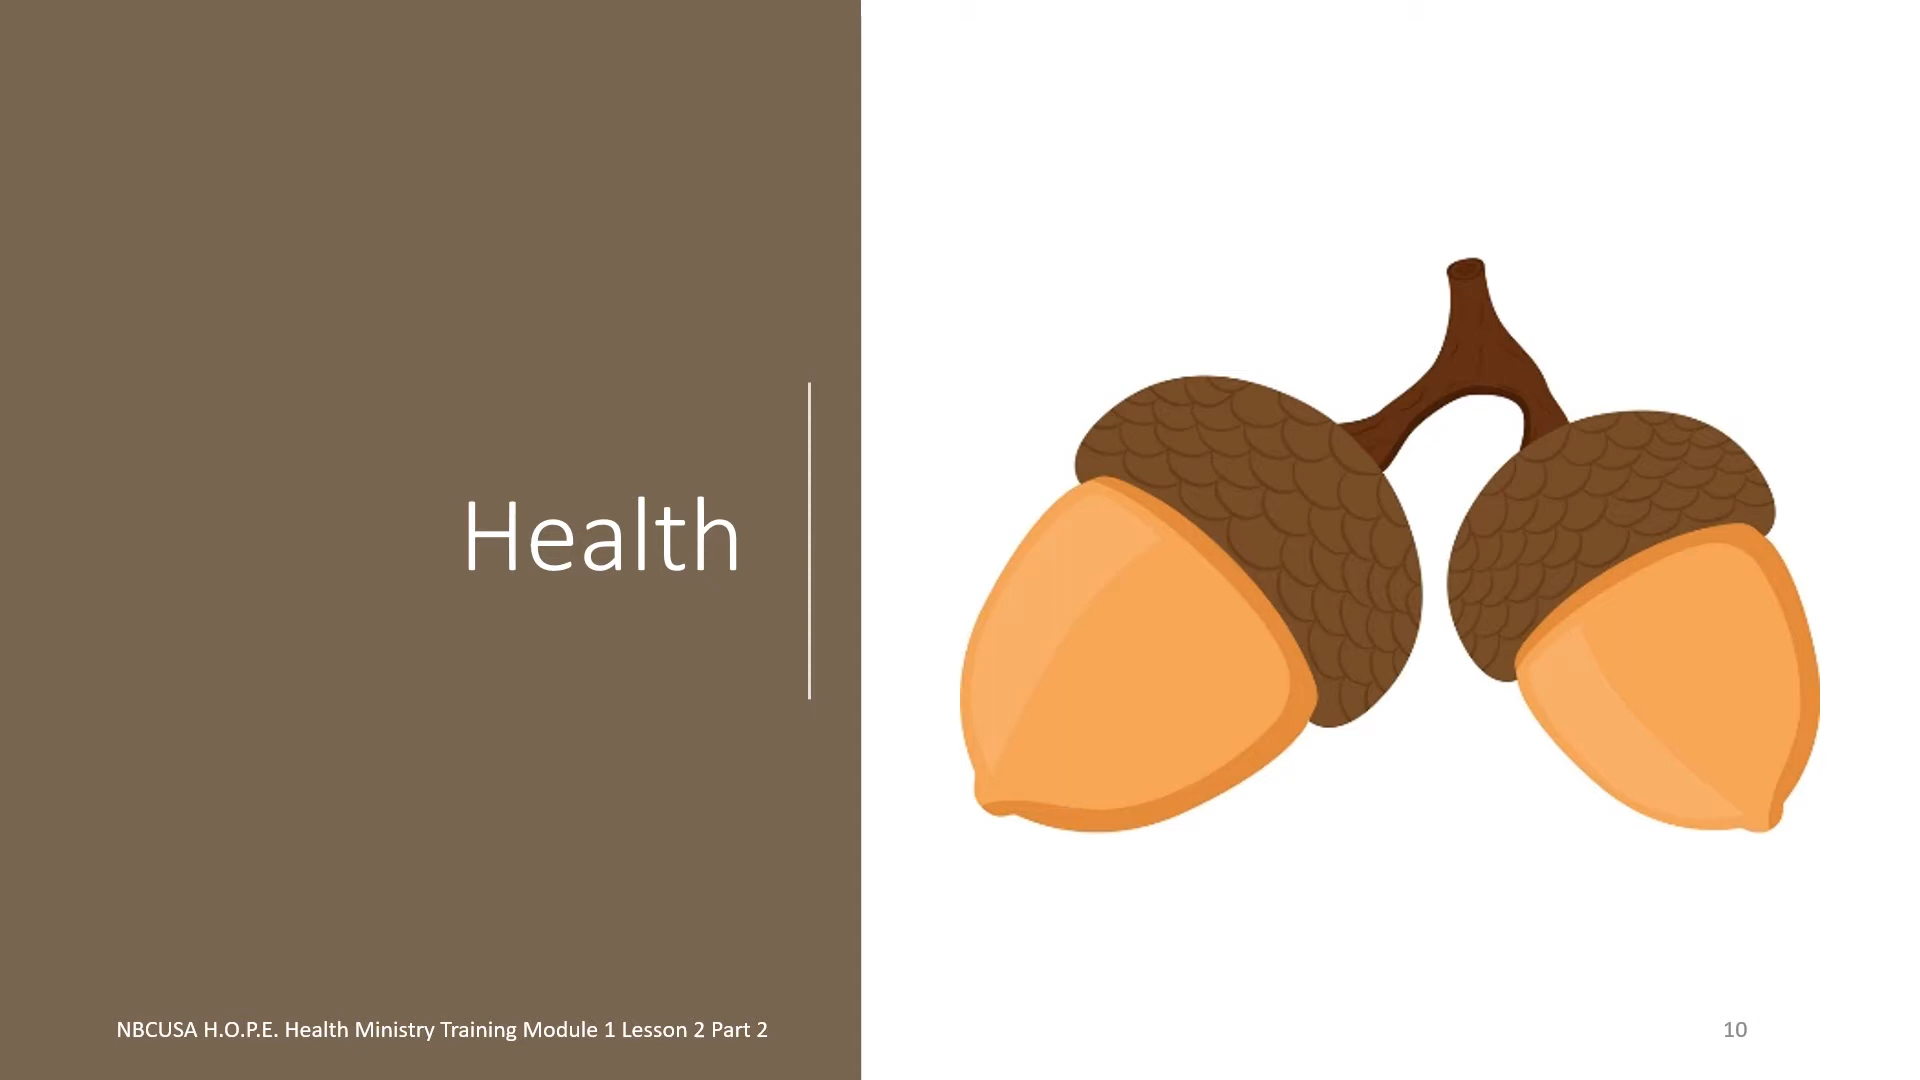 Health
NBCUSA H.O.P.E. Health Ministry Training Module 1 Lesson 2 Part 2
10